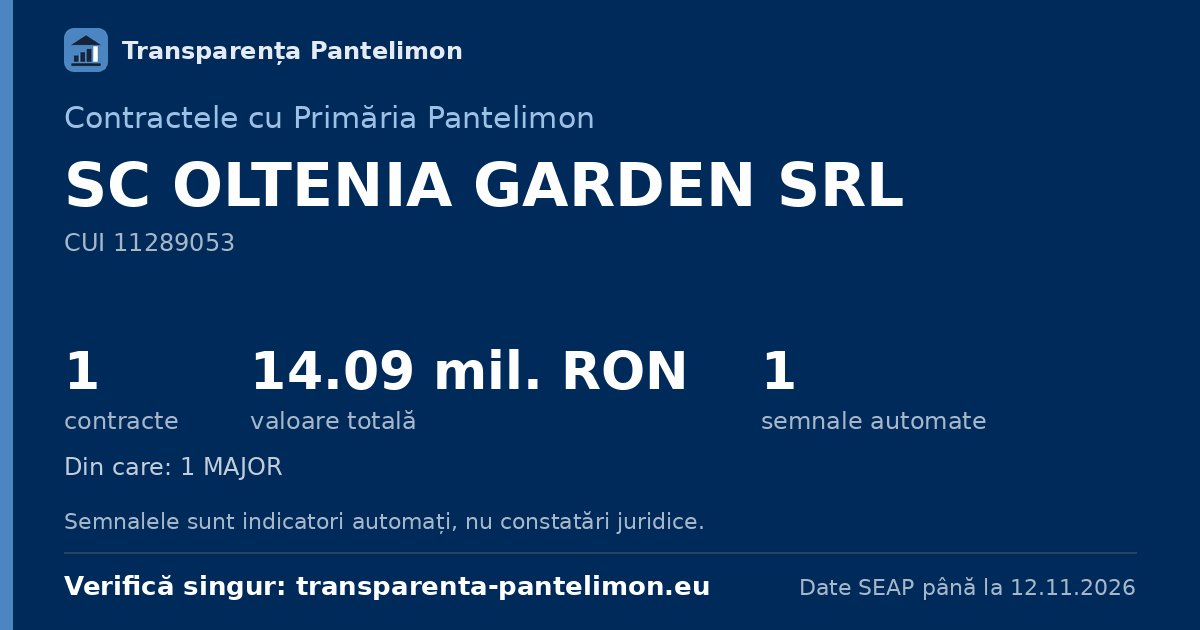 Transparența Pantelimon
Contractele cu Primăria Pantelimon
SC OLTENIA GARDEN SRL
CUI 11289053
1 14.09 mil. RON 1
contracte valoare totală semnale automate
Din care: 1 MAJOR
Semnalele sunt indicatori automați, nu constatări juridice.
Verifică singur: transparenta-pantelimon.eu Date SEAP până la 12.11.2026